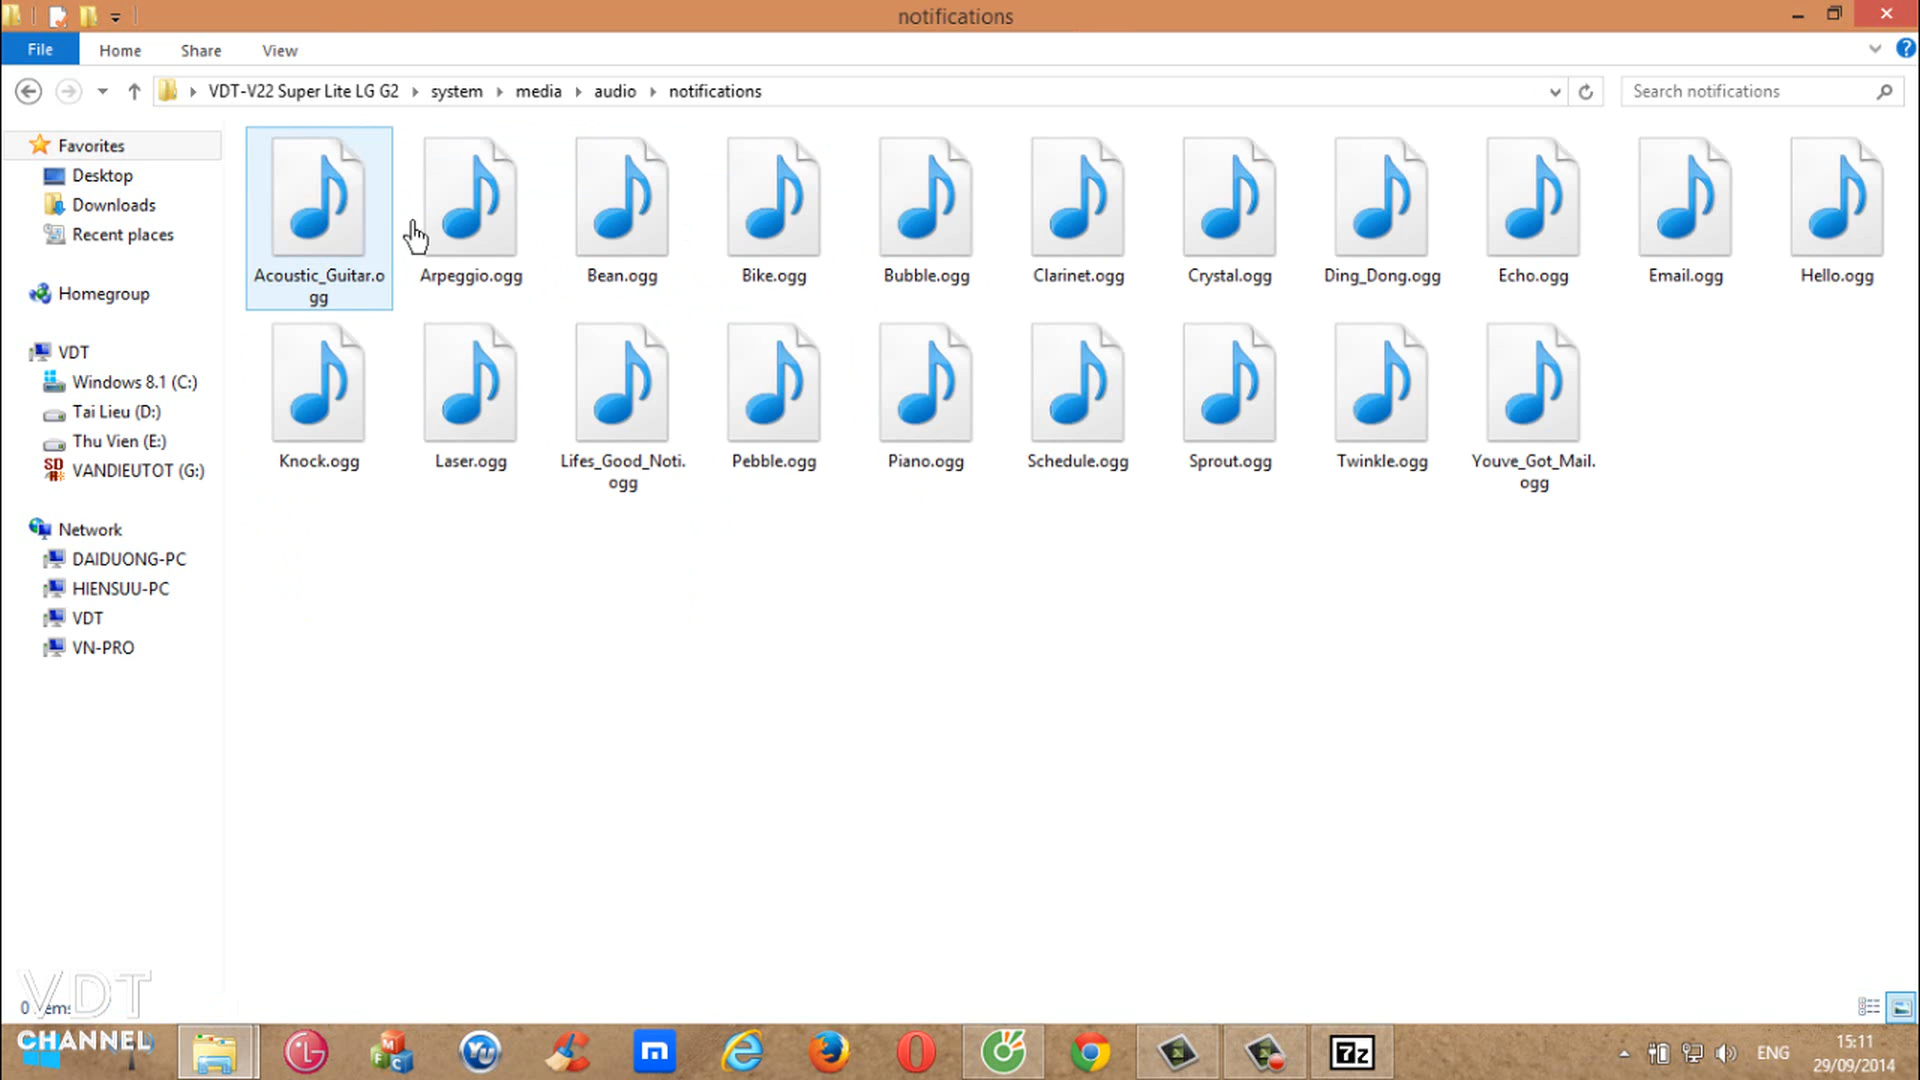 notifications
File Home Share View
VDT-V22 Super Lite LG G2 system media audio notifications Search notifications
Favorites
Desktop
Downloads
Recent places
Homegroup
VDT
Windows 8.1 (C:)
Tai Lieu (D:)
Thu Vien (E:)
VANDIEUTOT (G:)
Network
DAIDUONG-PC
HIENSUU-PC
VDT
VN-PRO
Acoustic_Guitar.o
gg
Arpeggio.ogg
Bean.ogg
Bike.ogg
Bubble.ogg
Clarinet.ogg
Crystal.ogg
Ding_Dong.ogg
Echo.ogg
Email.ogg
Hello.ogg
Knock.ogg
Laser.ogg
Lifes_Good_Noti.
ogg
Pebble.ogg
Piano.ogg
Schedule.ogg
Sprout.ogg
Twinkle.ogg
Youve_Got_Mail.
ogg
VDT
CHANNEL
7z
ENG
15:11
29/09/2014